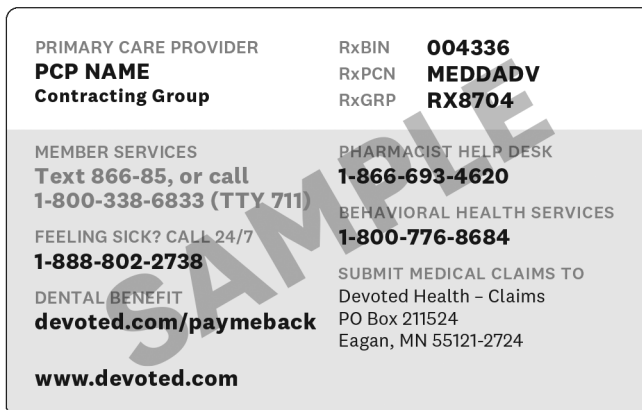 PRIMARY CARE PROVIDER
PCP NAME
Contracting Group
RxBIN 004336
RxPCN MEDDADV
RxGRP RX8704
MEMBER SERVICES
Text 866-85, or call
1-800-338-6833 (TTY 711)
FEELING SICK? CALL 24/7
1-888-802-2738
DENTAL BENEFIT
devoted.com/paymeback
www.devoted.com
PHARMACIST HELP DESK
1-866-693-4620
BEHAVIORAL HEALTH SERVICES
1-800-776-8684
SUBMIT MEDICAL CLAIMS TO
Devoted Health – Claims
PO Box 211524
Eagan, MN 55121-2724
SAMPLE